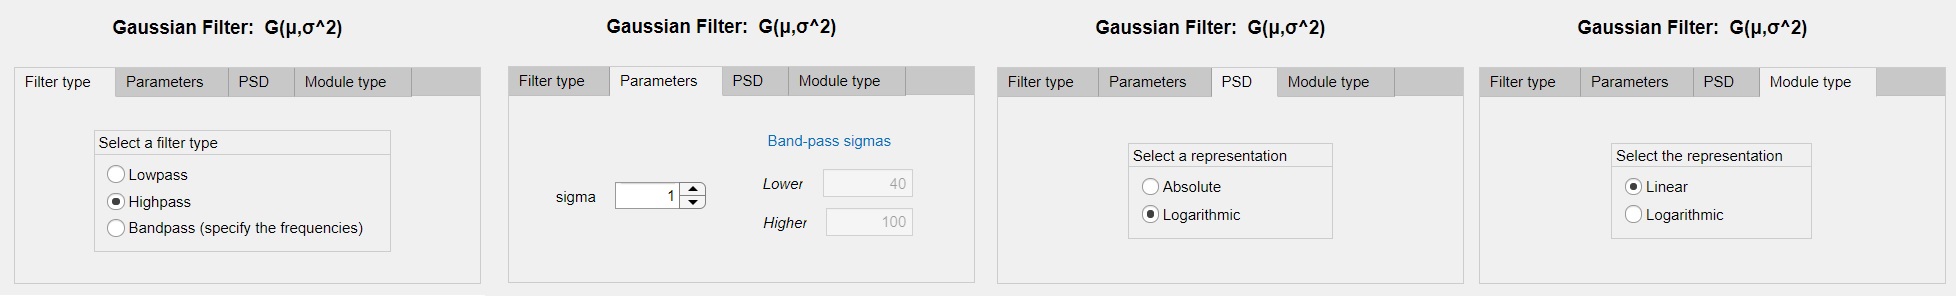 Gaussian Filter:  G(μ,σ^2)
Filter type
Parameters
PSD
Module type
Select a filter type
Lowpass
Highpass
Bandpass (specify the frequencies)
Gaussian Filter:  G(μ,σ^2)
Filter type
Parameters
PSD
Module type
Band-pass sigmas
sigma
1
Lower
40
Higher
100
Gaussian Filter:  G(μ,σ^2)
Filter type
Parameters
PSD
Module type
Select a representation
Absolute
Logarithmic
Gaussian Filter:  G(μ,σ^2)
Filter type
Parameters
PSD
Module type
Select the representation
Linear
Logarithmic